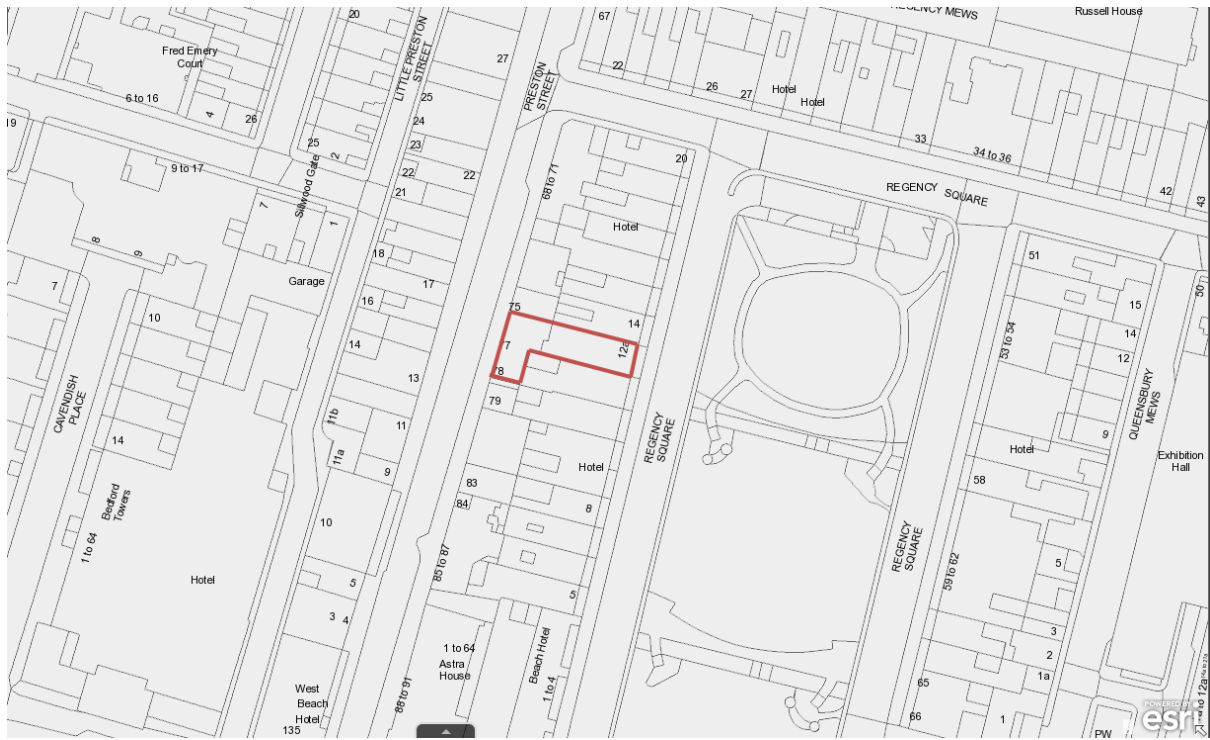 67
REGENCY MEWS
Russell House
20
Fred Emery
Court
LITTLE PRESTON
STREET
27
PRESTON
STREET
22
26
27
Hotel
Hotel
6 to 16
4
26
25
24
23
22
21
22
33
34 to 36
42
43
19
25
2
9 to 17
Sillwood Gate
7
1
68 to 71
20
REGENCY SQUARE
Hotel
8
9
18
17
51
50
Garage
7
10
16
75
14
15
14
14
12a
53 to 54
12
13
78
79
CAVENDISH
PLACE
11b
11
11a
14
9
REGENCY
SQUARE
QUEENSBURY
MEWS
9
Hotel
Hotel
Exhibition
Hall
83
84
58
8
Bedford
Towers
1 to 64
10
85 to 87
REGENCY
SQUARE
59 to 62
5
Hotel
5
5
3
4
3
2
1a
1 to 64
Astra
House
Beach Hotel
1 to 4
88 to 91
West
Beach
Hotel
135
65
66
1
PW
POWERED BY
esri